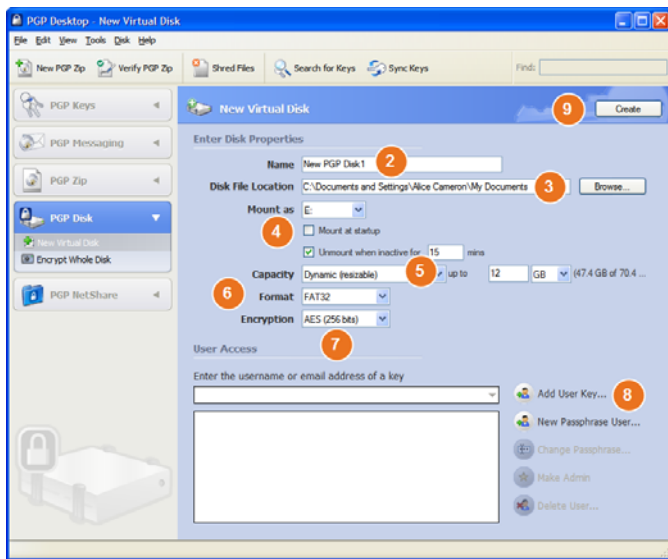 PGP Desktop - New Virtual Disk
File Edit View Tools Disk Help
New PGP Zip Verify PGP Zip Shred Files Search for Keys Sync Keys Find:
PGP Keys
PGP Messaging
PGP Zip
PGP Disk
New Virtual Disk
Encrypt Whole Disk
PGP NetShare
New Virtual Disk 9 Create
Enter Disk Properties
Name New PGP Disk1 2
Disk File Location C:\Documents and Settings\Alice Cameron\My Documents 3 Browse...
Mount as E:
4 Mount at startup
Unmount when inactive for 15 mins
Capacity Dynamic (resizable) 5 up to 12 GB (47.4 GB of 70.4 ...
6 Format FAT32
Encryption AES (256 bits)
7
User Access
Enter the username or email address of a key
Add User Key... 8
New Passphrase User...
Change Passphrase...
Make Admin
Delete User...